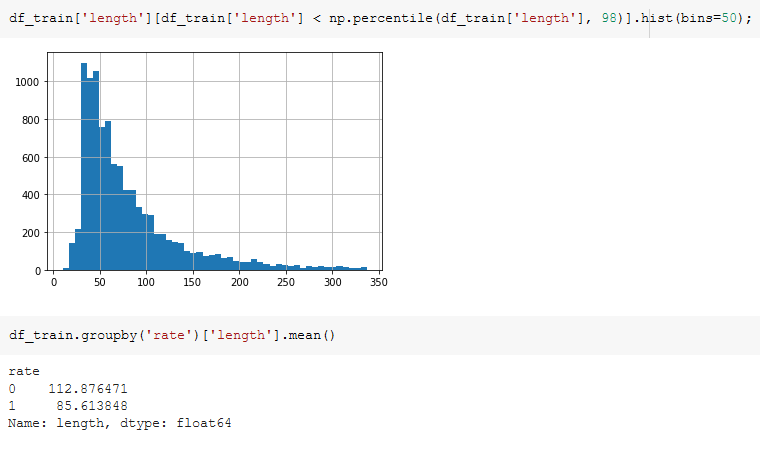 df_train['length'][df_train['length'] < np.percentile(df_train['length'], 98)].hist(bins=50);
1000
800
600
400
200
0
0 50 100 150 200 250 300 350
df_train.groupby('rate')['length'].mean()
rate
0 112.876471
1 85.613848
Name: length, dtype: float64